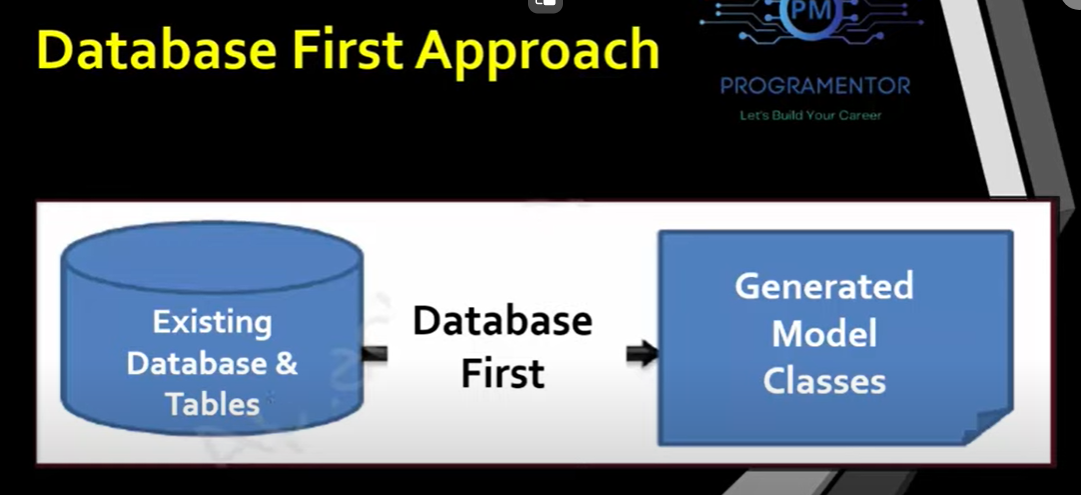 Database First Approach
PM
PROGRAMENTOR
Let's Build Your Career
Existing
Database &
Tables
Database
First
Generated
Model
Classes